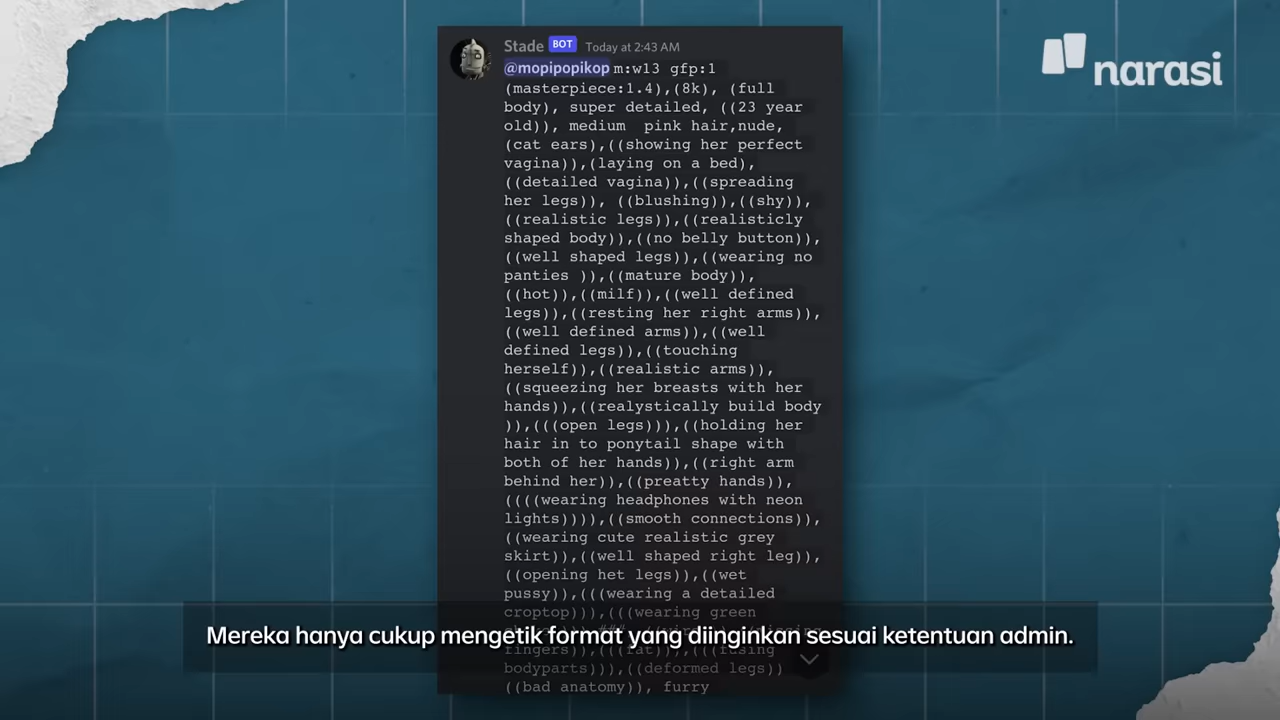 Stade BOT Today at 2:43 AM
narasi
@mopipopikop m:w13 gfp:1
(masterpiece:1.4),(8k), (full
body), super detailed, ((23 year
old)), medium pink hair,nude,
(cat ears),((showing her perfect
vagina)),(laying on a bed),
((detailed vagina)),((spreading
her legs)), ((blushing)),((shy)),
((realistic legs)),((realisticly
shaped body)),((no belly button)),
((well shaped legs)),((wearing no
panties )),((mature body)),
((hot)),((milf)),((well defined
legs)),((resting her right arms)),
((well defined arms)),((well
defined legs)),((touching
herself)),((realistic arms)),
((squeezing her breasts with her
hands)),((realystically build body
)),(((open legs))),((holding her
hair in to ponytail shape with
both of her hands)),((right arm
behind her)),((preatty hands)),
((((wearing headphones with neon
lights)))),((smooth connections)),
((wearing cute realistic grey
skirt)),((well shaped right leg)),
((opening het legs)),((wet
pussy)),(((wearing a detailed
croptop))),(((wearing green
Mereka hanya cukup mengetik format yang diinginkan sesuai ketentuan admin.
fingers)),(((fat))),(((fusing
bodyparts))),((deformed legs))
((bad anatomy)), furry